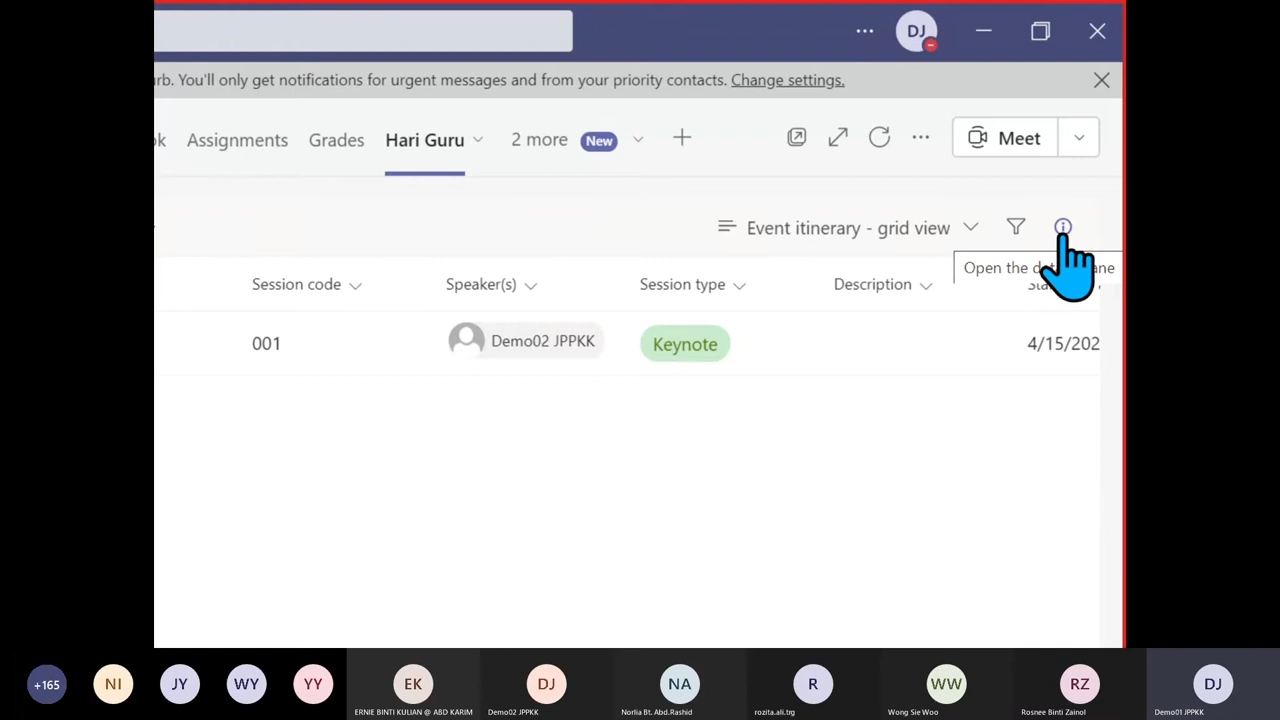 DJ
rb. You'll only get notifications for urgent messages and from your priority contacts. Change settings.
ok Assignments Grades Hari Guru 2 more New Meet
Event itinerary - grid view
Open the
Session code Speaker(s) Session type Description
001 Demo02 JPPKK Keynote 4/15/202
+165 NI JY WY YY EK DJ NA R WW RZ DJ
ERNIE BINTI KULIAN @ ABD KARIM Demo02 JPPKK Norlia Bt. Abd.Rashid rozita.ali.trg Wong Sie Woo Rosnee Binti Zainol Demo01 JPPKK